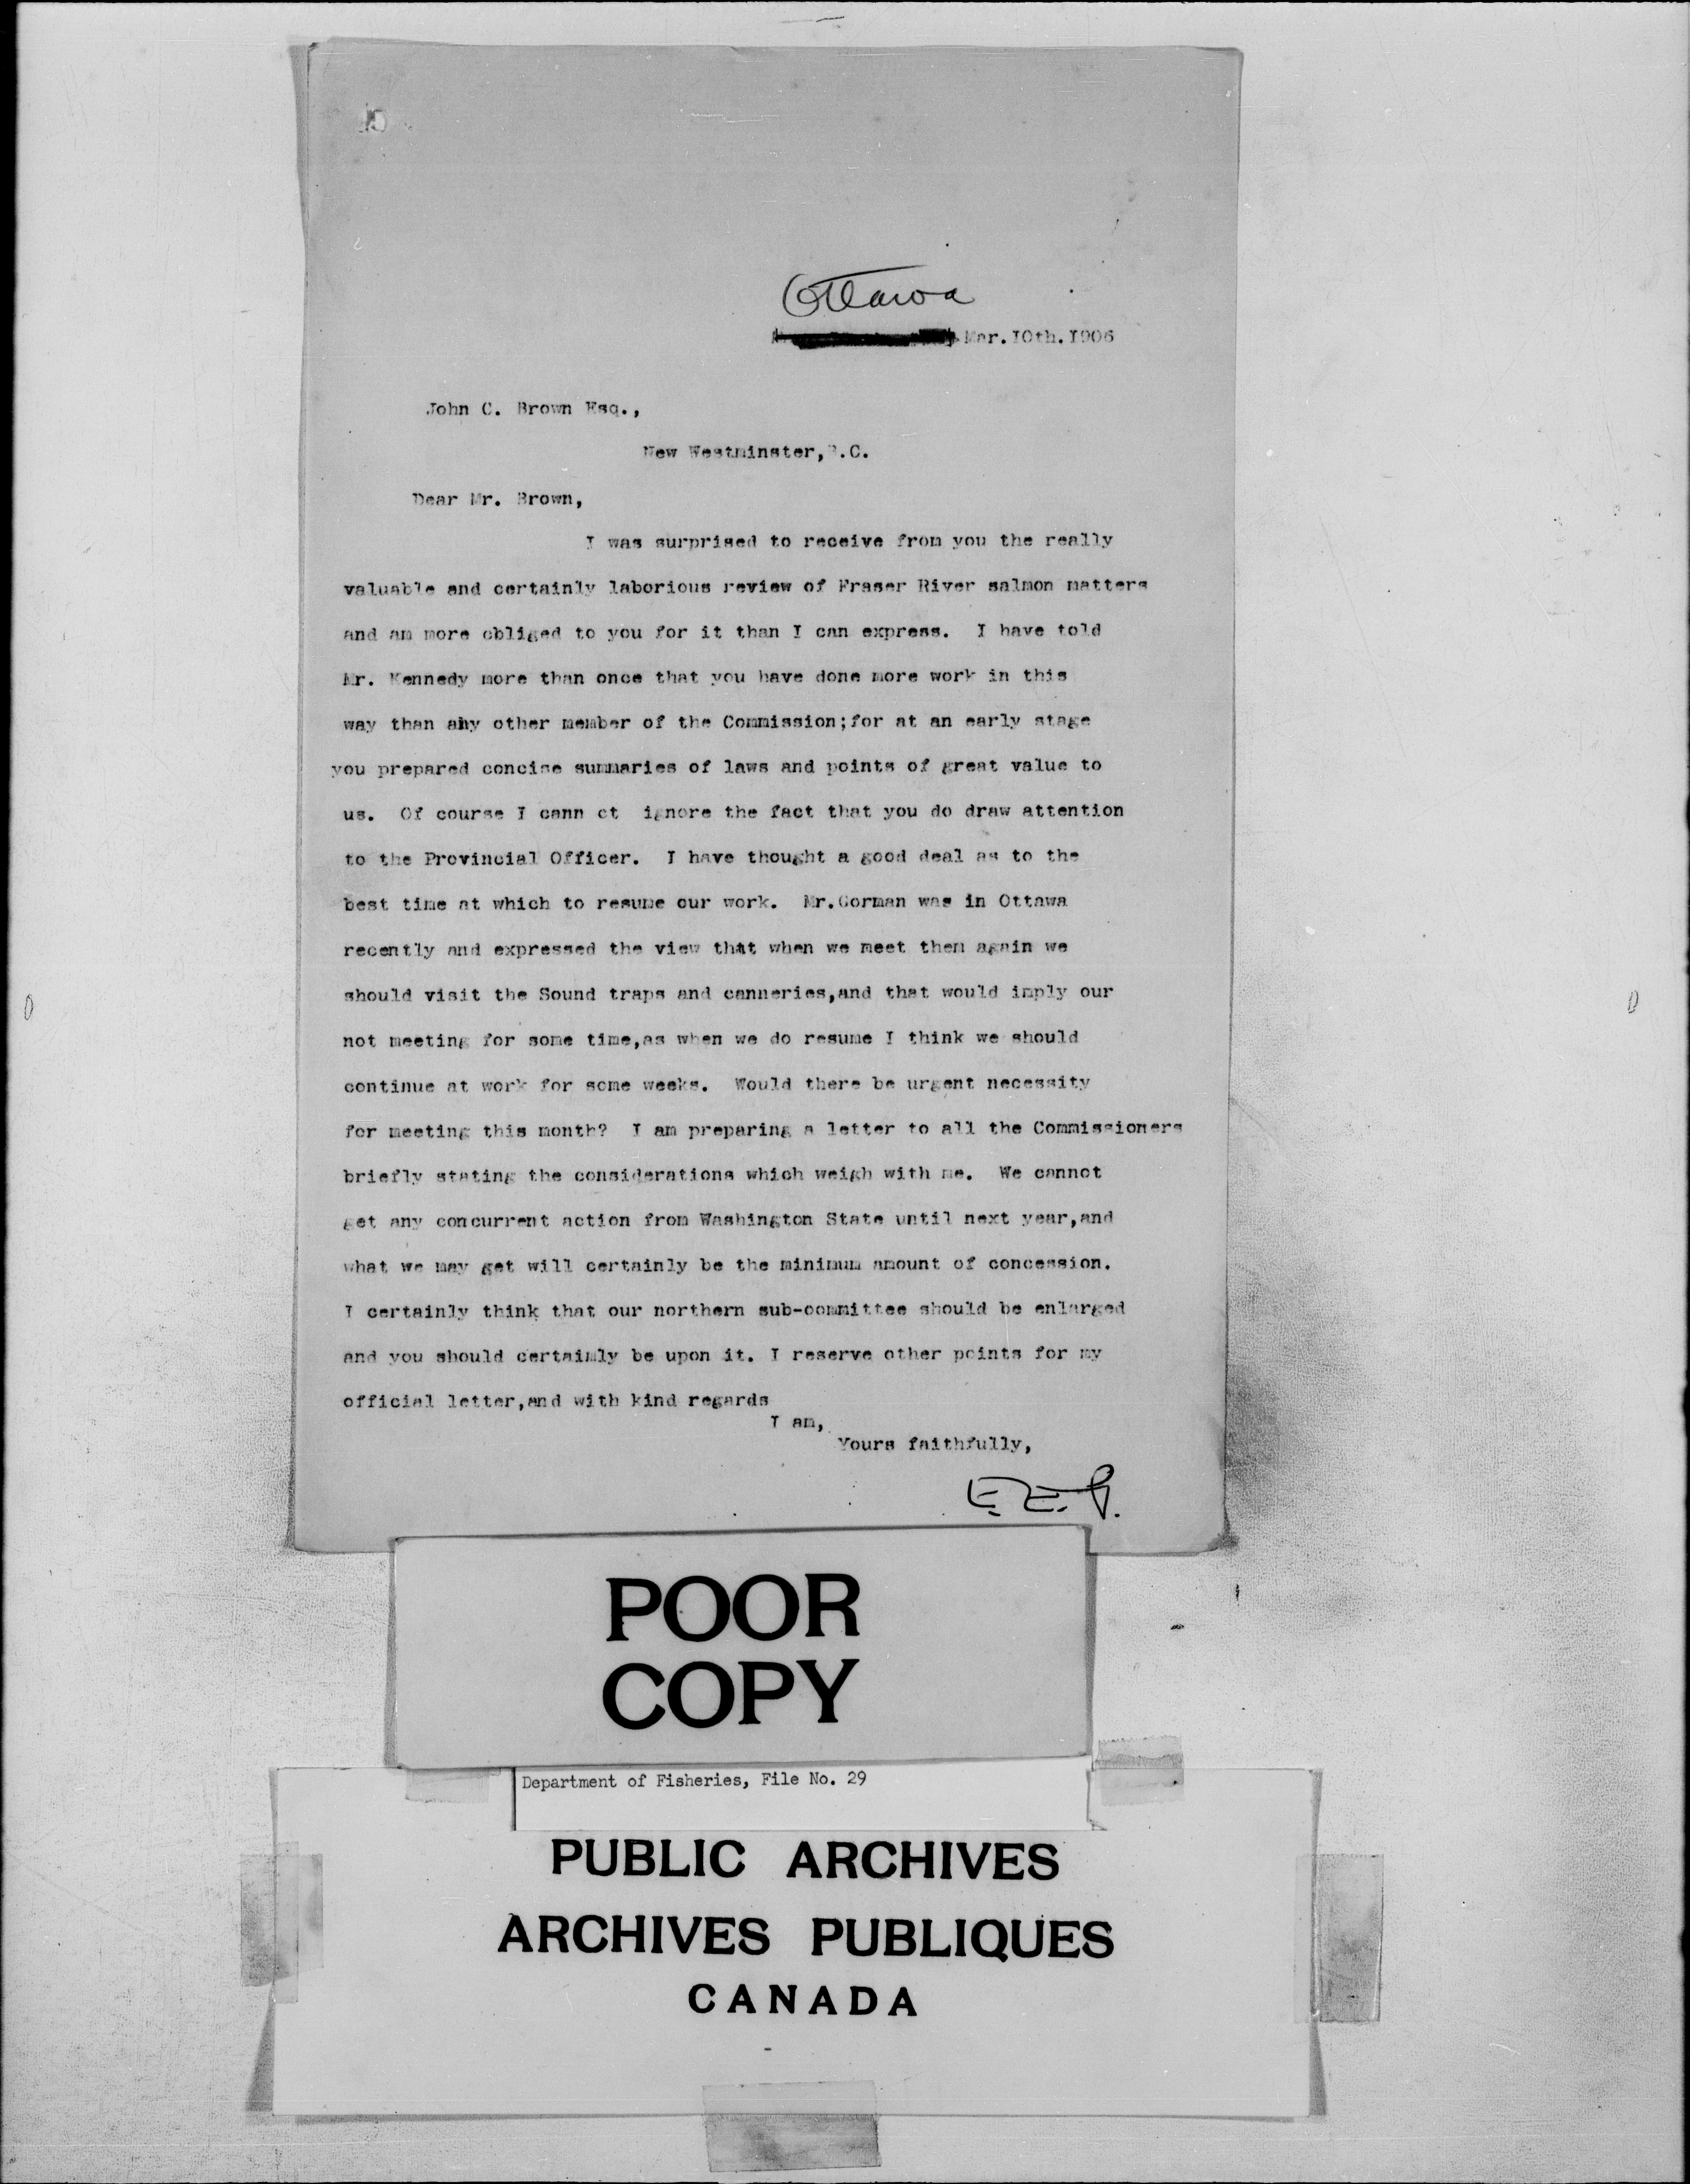 Ottawa
Mar. I0th. I906
John C. Brown Esq.,
New Westminster, B.C.
Dear Mr. Brown,
I was surprised to receive from you the really
valuable and certainly laborious review of Fraser River salmon matters
and am more obliged to you for it than I can express. I have told
Mr. Kennedy more than once that you have done more work in this
way than any other member of the Commission;for at an early stage
you prepared concise summaries of laws and points of great value to
us. Of course I cann ot ignore the fact that you do draw attention
to the Provincial Officer. I have thought a good deal as to the
best time at which to resume our work. Mr.Gorman was in Ottawa
recently and expressed the view that when we meet them again we
should visit the Sound traps and canneries,and that would imply our
not meeting for some time,as when we do resume I think we should
continue at work for some weeks. Would there be urgent necessity
for meeting this month? I am preparing a letter to all the Commissioners
briefly stating the considerations which weigh with me. We cannot
get any concurrent action from Washington State until next year,and
what we may get will certainly be the minimum amount of concession.
I certainly think that our northern sub-committee should be enlarged
and you should certainly be upon it. I reserve other points for my
official letter,and with kind regards
I am,
Yours faithfully,
E. E. P.
POOR
COPY
Department of Fisheries, File No. 29
PUBLIC ARCHIVES
ARCHIVES PUBLIQUES
CANADA